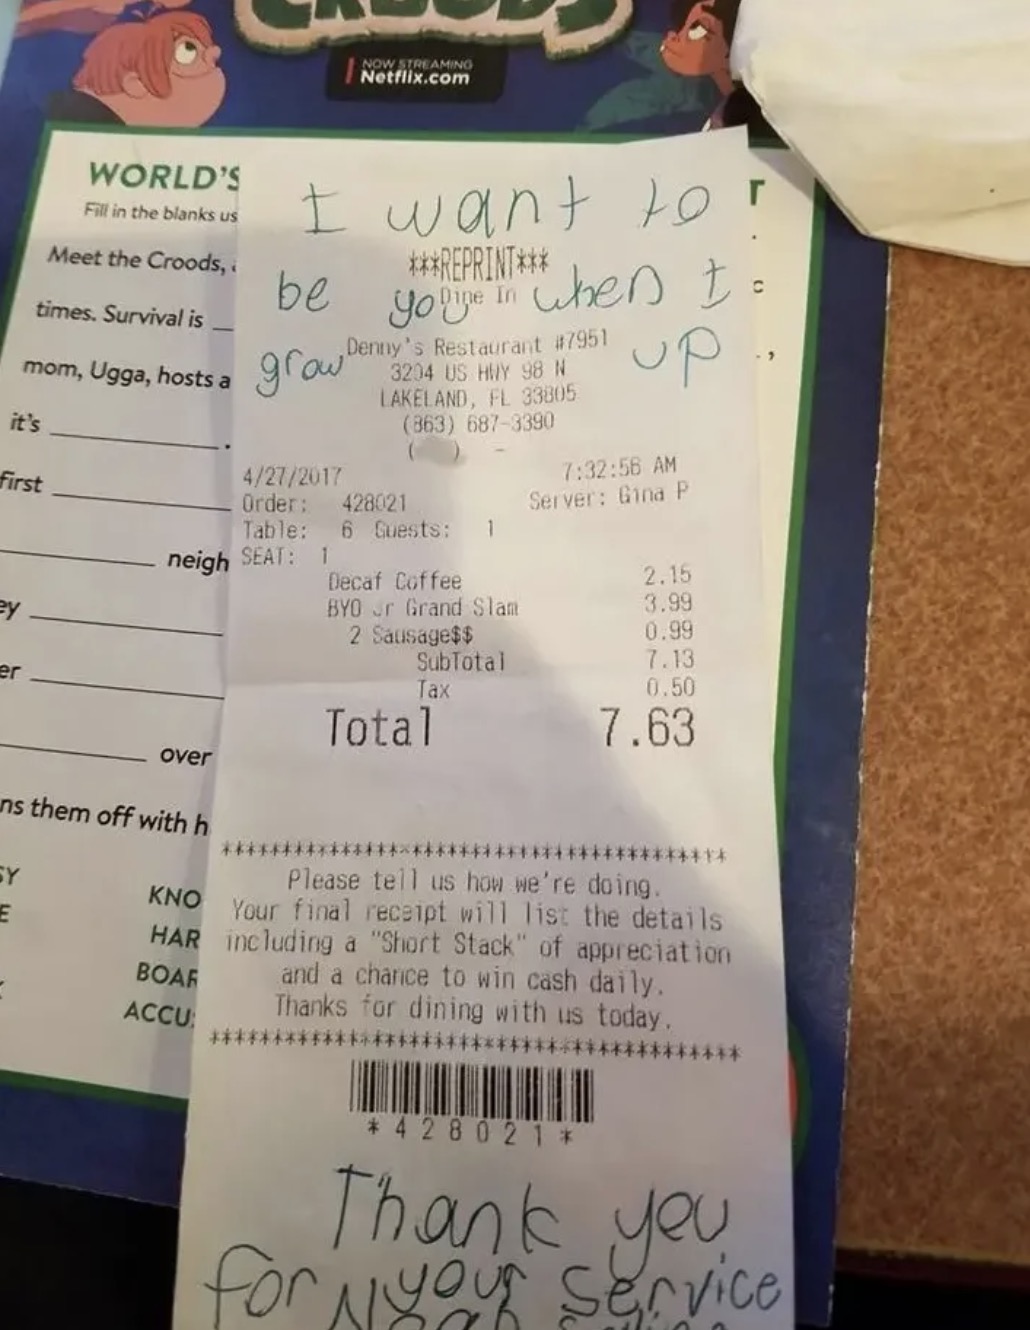 CROODS
NOW STREAMING
Netflix.com
WORLD'S
T
Fill in the blanks us
Meet the Croods,
times. Survival is
mom, Ugga, hosts a
it's
first
neigh
ey
er
over
ns them off with h
SY
E
KNO
HAR
BOAR
ACCU
I want to
***REPRINT***
be you when I
Dine In
grow up
Denny's Restaurant #7951
3204 US HWY 98 N
LAKELAND, FL 33805
(863) 687-3390
( ) -
4/27/2017 7:32:56 AM
Order: 428021 Server: Gina P
Table: 6 Guests: 1
SEAT: 1
Decaf Coffee 2.15
BYO Jr Grand Slam 3.99
2 Sausage$$ 0.99
SubTotal 7.13
Tax 0.50
Total 7.63
******************************************
Please tell us how we're doing.
Your final receipt will list the details
including a "Short Stack" of appreciation
and a chance to win cash daily.
Thanks for dining with us today.
******************************************
*428021*
Thank you
for your service
Noah